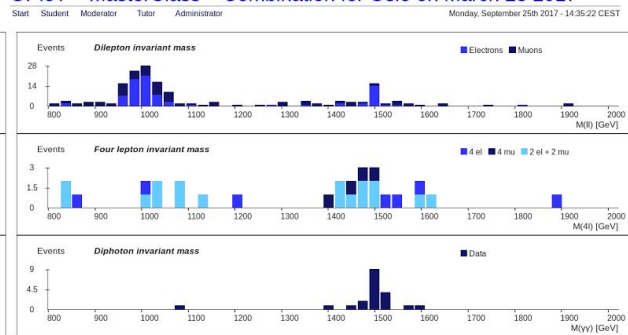 Start Student Moderator Tutor Administrator Monday, September 25th 2017 - 14:35:22 CEST
Events Dilepton invariant mass Electrons Muons
28
14
0
800 900 1000 1100 1200 1300 1400 1500 1600 1700 1800 1900 2000
M(ll) [GeV]
Events Four lepton invariant mass 4 el 4 mu 2 el + 2 mu
3
1.5
0
800 900 1000 1100 1200 1300 1400 1500 1600 1700 1800 1900 2000
M(4l) [GeV]
Events Diphoton invariant mass Data
9
4.5
0
800 900 1000 1100 1200 1300 1400 1500 1600 1700 1800 1900 2000
M(γγ) [GeV]